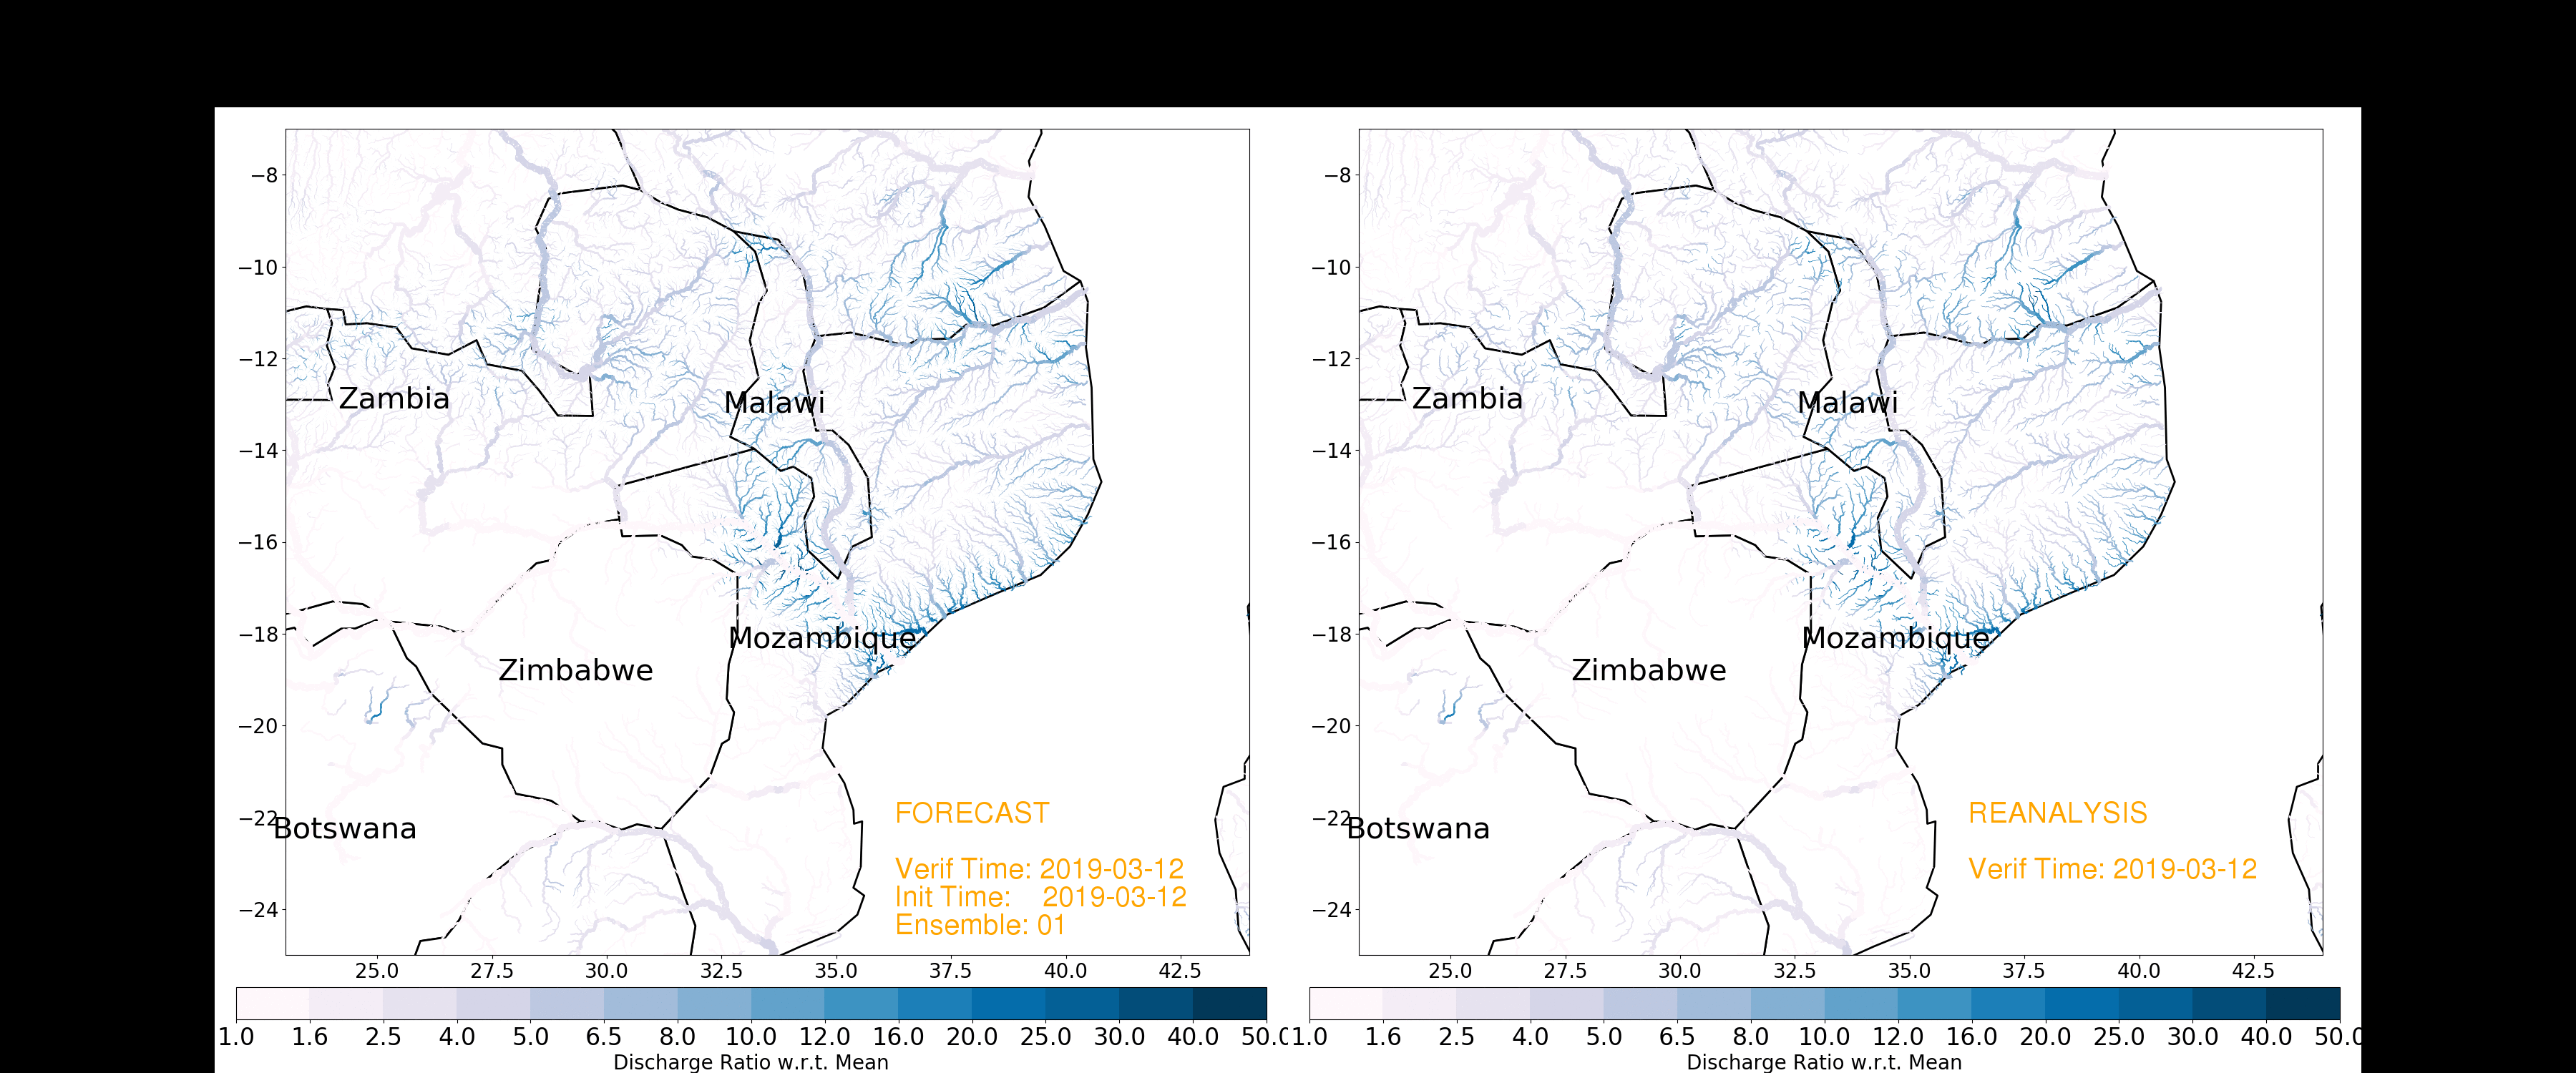 −8
−10
−12
−14
−16
−18
−20
−22
−24
Zambia
Malawi
Mozambique
Zimbabwe
Botswana
FORECAST
Verif Time: 2019-03-12
Init Time: 2019-03-12
Ensemble: 01
25.0 27.5 30.0 32.5 35.0 37.5 40.0 42.5
1.0 1.6 2.5 4.0 5.0 6.5 8.0 10.0 12.0 16.0 20.0 25.0 30.0 40.0 50.0
Discharge Ratio w.r.t. Mean
−8
−10
−12
−14
−16
−18
−20
−22
−24
Zambia
Malawi
Mozambique
Zimbabwe
Botswana
REANALYSIS
Verif Time: 2019-03-12
25.0 27.5 30.0 32.5 35.0 37.5 40.0 42.5
1.0 1.6 2.5 4.0 5.0 6.5 8.0 10.0 12.0 16.0 20.0 25.0 30.0 40.0 50.0
Discharge Ratio w.r.t. Mean